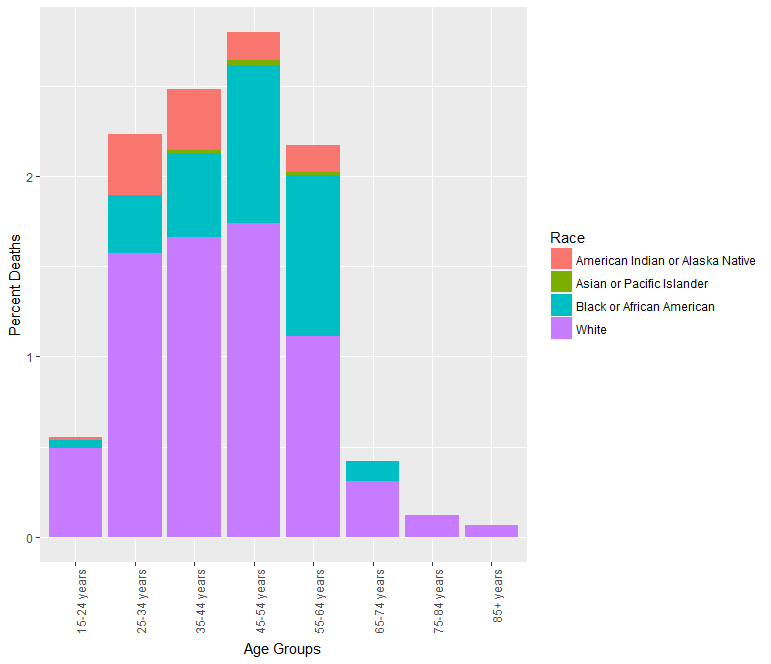 Percent Deaths
2
1
0
15-24 years
25-34 years
35-44 years
45-54 years
55-64 years
65-74 years
75-84 years
85+ years
Age Groups
Race
American Indian or Alaska Native
Asian or Pacific Islander
Black or African American
White